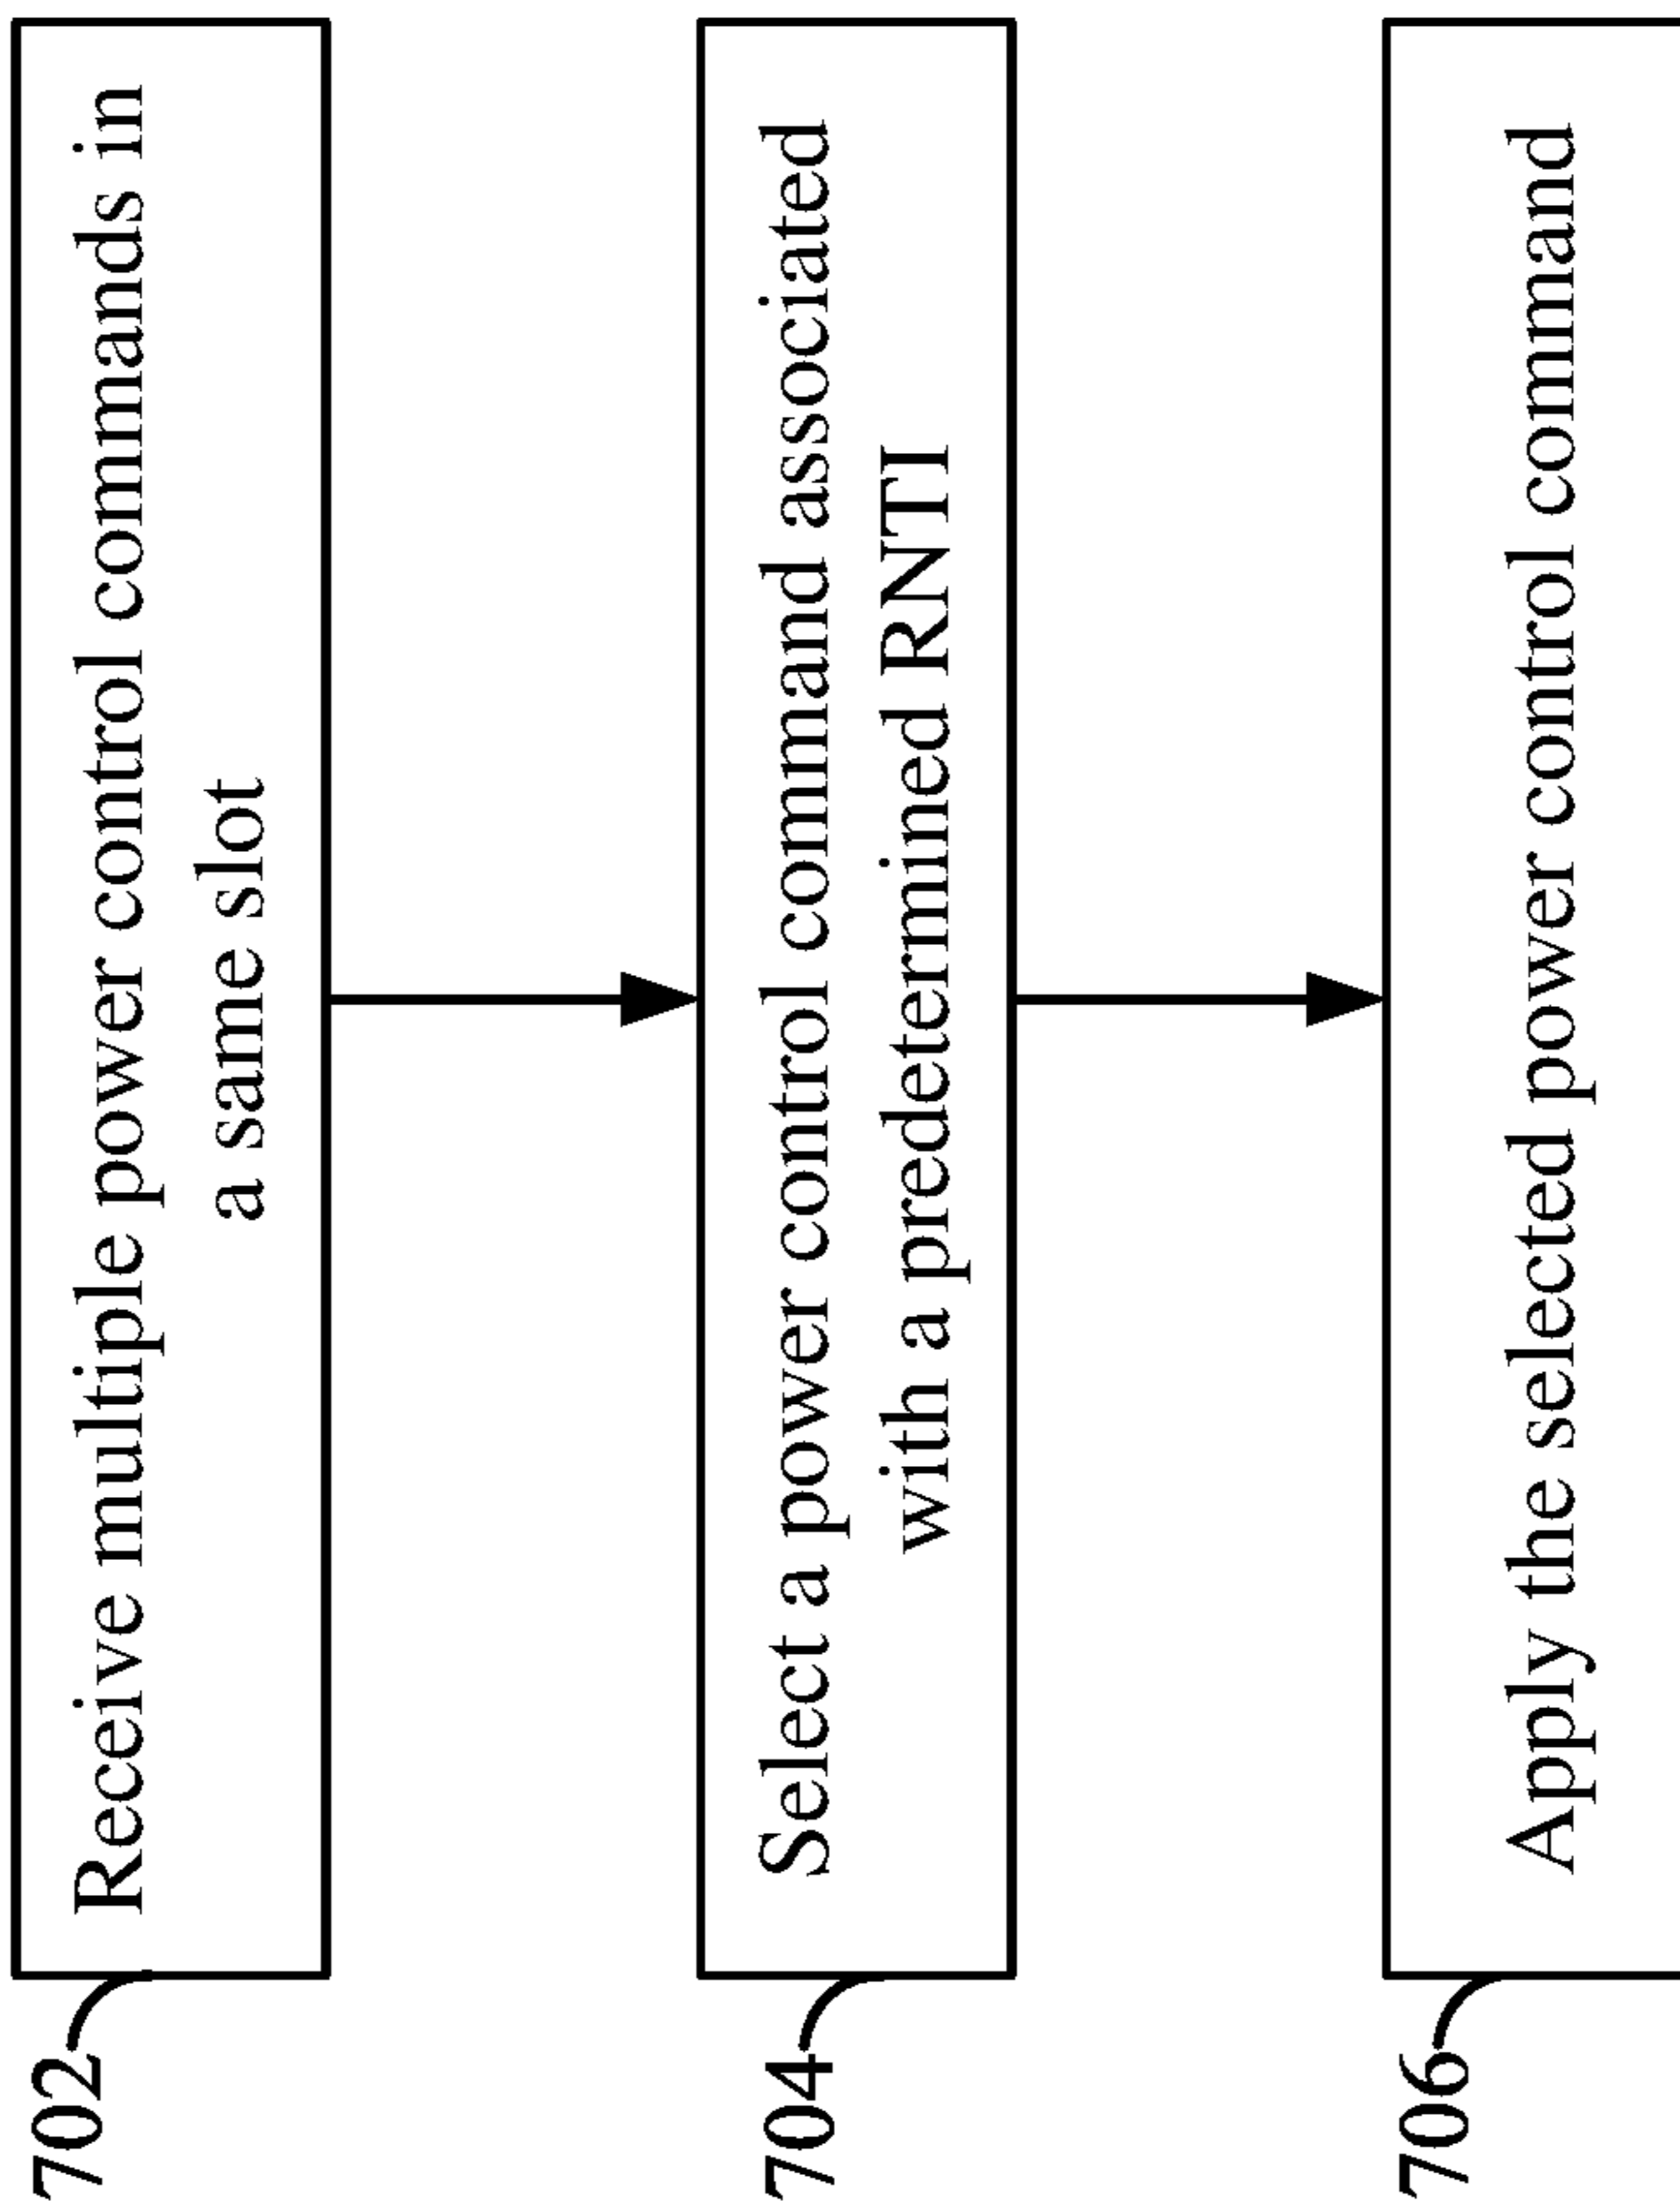 702
Receive multiple power control commands in
a same slot
704
Select a power control command associated
with a predetermined RNTI
706
Apply the selected power control command